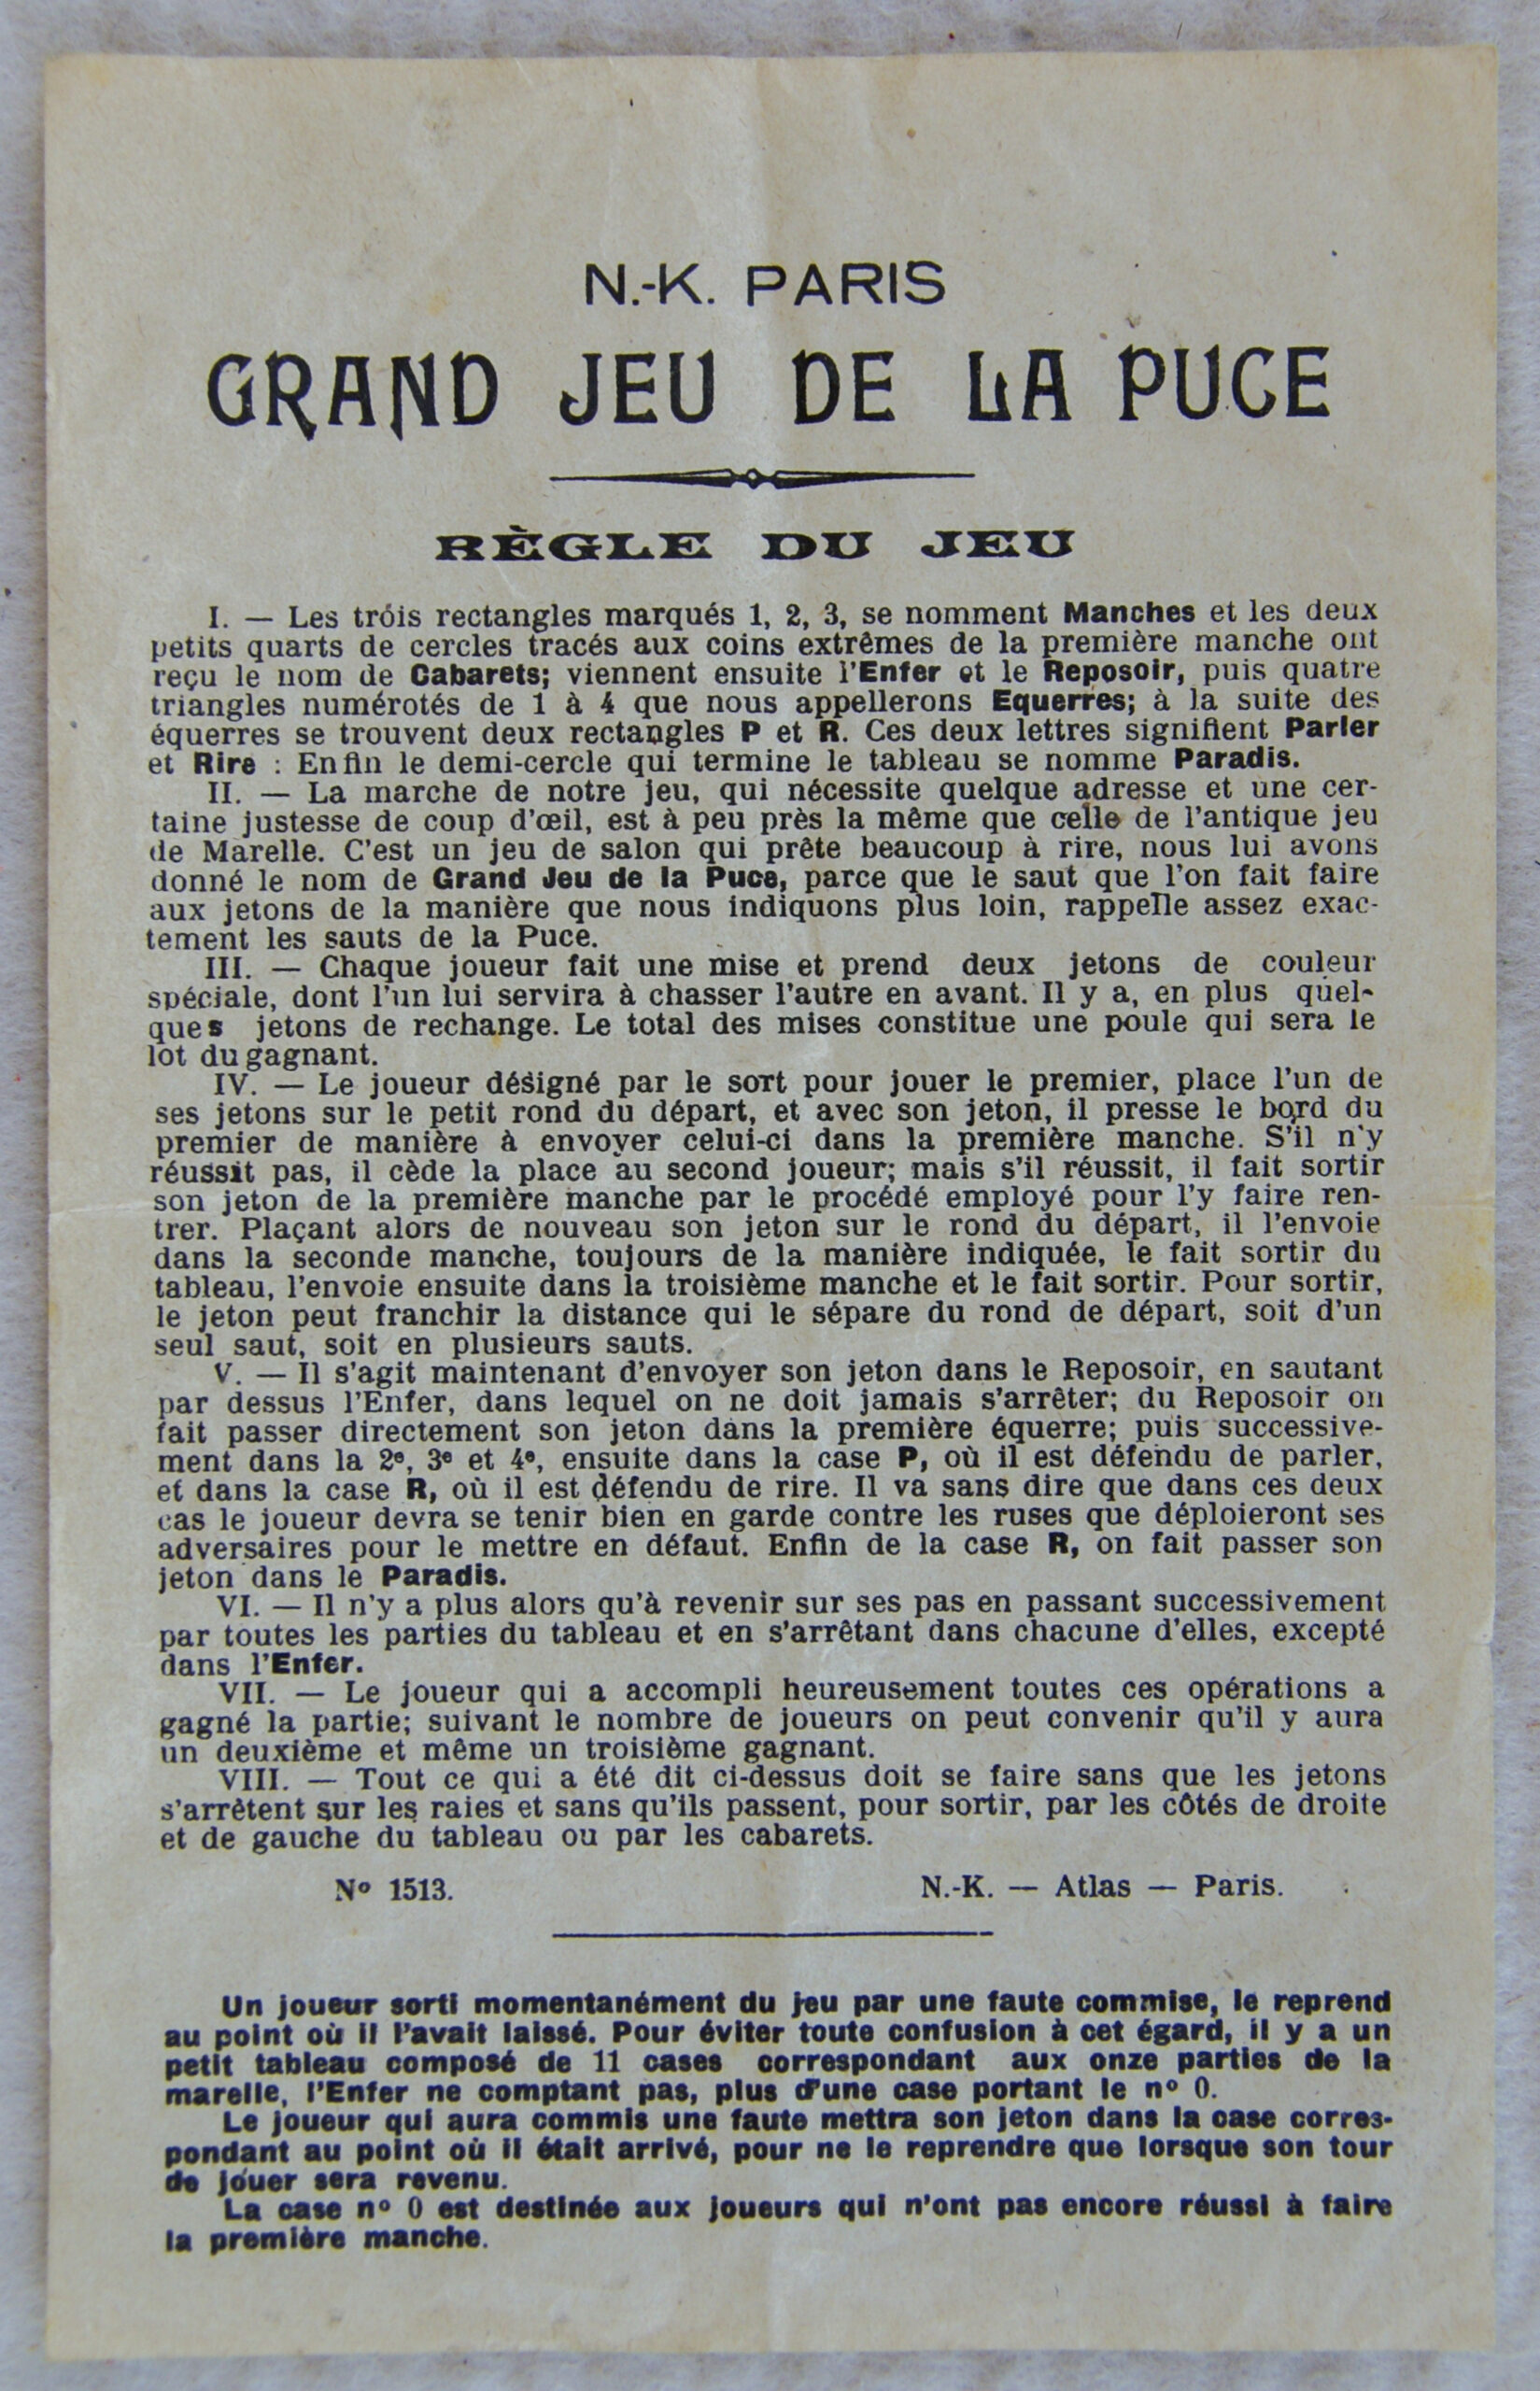 N.-K. PARIS
GRAND JEU DE LA PUCE
RÈGLE DU JEU
I. — Les trois rectangles marqués 1, 2, 3, se nomment Manches et les deux
petits quarts de cercles tracés aux coins extrêmes de la première manche ont
reçu le nom de Cabarets; viennent ensuite l'Enfer et le Reposoir, puis quatre
triangles numérotés de 1 à 4 que nous appellerons Equerres; à la suite des
équerres se trouvent deux rectangles P et R. Ces deux lettres signifient Parler
et Rire : Enfin le demi-cercle qui termine le tableau se nomme Paradis.
II. — La marche de notre jeu, qui nécessite quelque adresse et une cer-
taine justesse de coup d'œil, est à peu près la même que celle de l'antique jeu
de Marelle. C'est un jeu de salon qui prête beaucoup à rire, nous lui avons
donné le nom de Grand Jeu de la Puce, parce que le saut que l'on fait faire
aux jetons de la manière que nous indiquons plus loin, rappelle assez exac-
tement les sauts de la Puce.
III. — Chaque joueur fait une mise et prend deux jetons de couleur
spéciale, dont l'un lui servira à chasser l'autre en avant. Il y a, en plus quel-
ques jetons de rechange. Le total des mises constitue une poule qui sera le
lot du gagnant.
IV. — Le joueur désigné par le sort pour jouer le premier, place l'un de
ses jetons sur le petit rond du départ, et avec son jeton, il presse le bord du
premier de manière à envoyer celui-ci dans la première manche. S'il n'y
réussit pas, il cède la place au second joueur; mais s'il réussit, il fait sortir
son jeton de la première manche par le procédé employé pour l'y faire ren-
trer. Plaçant alors de nouveau son jeton sur le rond du départ, il l'envoie
dans la seconde manche, toujours de la manière indiquée, le fait sortir du
tableau, l'envoie ensuite dans la troisième manche et le fait sortir. Pour sortir,
le jeton peut franchir la distance qui le sépare du rond de départ, soit d'un
seul saut, soit en plusieurs sauts.
V. — Il s'agit maintenant d'envoyer son jeton dans le Reposoir, en sautant
par dessus l'Enfer, dans lequel on ne doit jamais s'arrêter; du Reposoir on
fait passer directement son jeton dans la première équerre; puis successive-
ment dans la 2e, 3e et 4e, ensuite dans la case P, où il est défendu de parler,
et dans la case R, où il est défendu de rire. Il va sans dire que dans ces deux
cas le joueur devra se tenir bien en garde contre les ruses que déploieront ses
adversaires pour le mettre en défaut. Enfin de la case R, on fait passer son
jeton dans le Paradis.
VI. — Il n'y a plus alors qu'à revenir sur ses pas en passant successivement
par toutes les parties du tableau et en s'arrêtant dans chacune d'elles, excepté
dans l'Enfer.
VII. — Le joueur qui a accompli heureusement toutes ces opérations a
gagné la partie; suivant le nombre de joueurs on peut convenir qu'il y aura
un deuxième et même un troisième gagnant.
VIII. — Tout ce qui a été dit ci-dessus doit se faire sans que les jetons
s'arrêtent sur les raies et sans qu'ils passent, pour sortir, par les côtés de droite
et de gauche du tableau ou par les cabarets.
No 1513. N.-K. — Atlas — Paris.
Un joueur sorti momentanément du jeu par une faute commise, le reprend
au point où il l'avait laissé. Pour éviter toute confusion à cet égard, il y a un
petit tableau composé de 11 cases correspondant aux onze parties de la
marelle, l'Enfer ne comptant pas, plus d'une case portant le no 0.
Le joueur qui aura commis une faute mettra son jeton dans la case corres-
pondant au point où il était arrivé, pour ne le reprendre que lorsque son tour
de jouer sera revenu.
La case no 0 est destinée aux joueurs qui n'ont pas encore réussi à faire
la première manche.